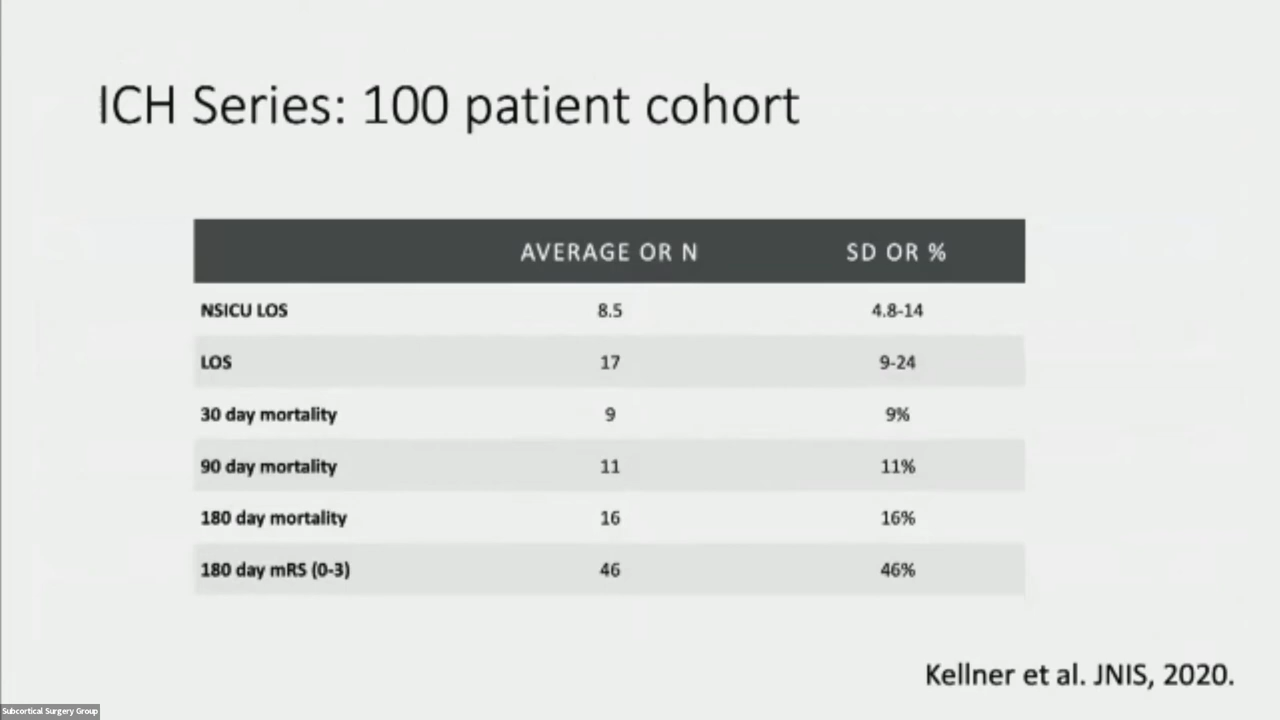 ICH Series: 100 patient cohort
AVERAGE OR N SD OR %
NSICU LOS 8.5 4.8-14
LOS 17 9-24
30 day mortality 9 9%
90 day mortality 11 11%
180 day mortality 16 16%
180 day mRS (0-3) 46 46%
Kellner et al. JNIS, 2020.
Subcortical Surgery Group